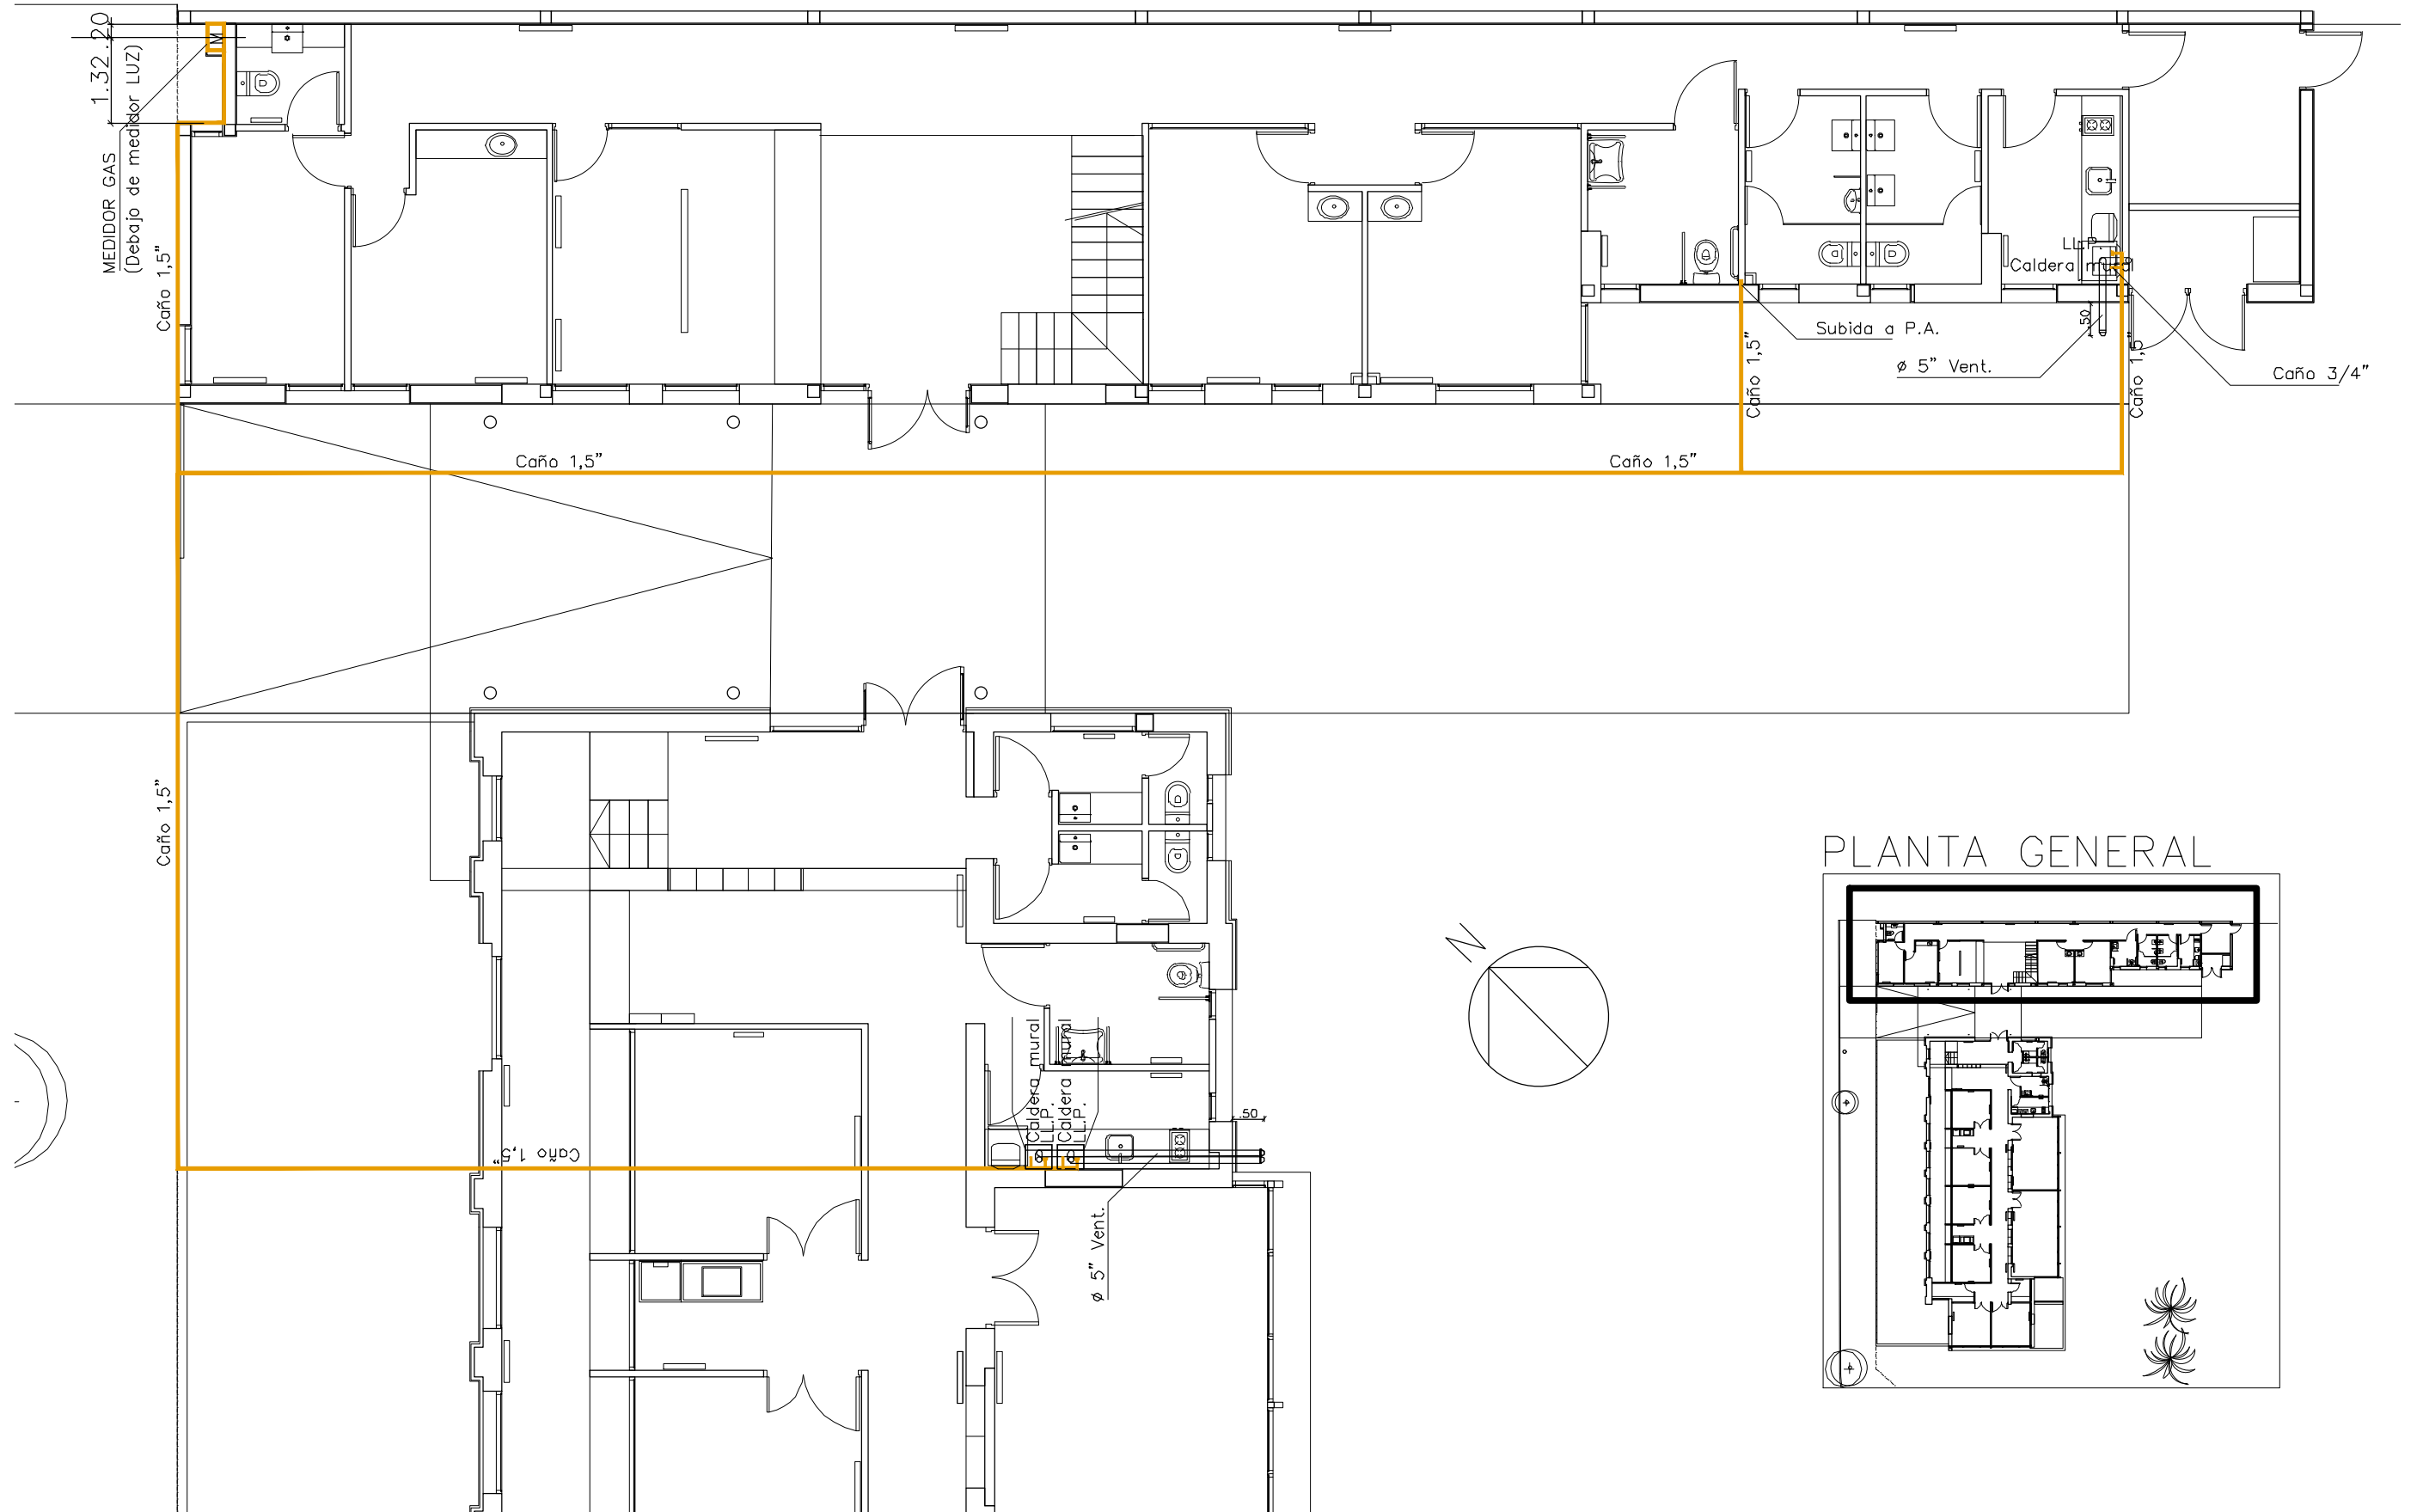 1.32
.20
MEDIDOR GAS
(Debajo de medidor LUZ)
M
Caño 1,5"
LL.P.
Caldera mural
.50
Subida a P.A.
ø 5" Vent.
Caño 1,5"
Caño 1,5"
Caño 3/4"
Caño 1,5"
Caño 1,5"
Caño 1,5"
PLANTA GENERAL
N
Caldera mural
LL.P.
Caldera mural
LL.P.
.50
Caño 1,5"
ø 5" Vent.